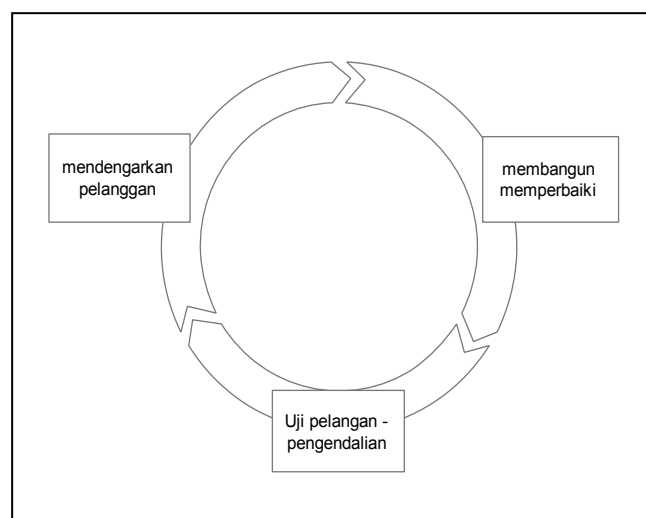 mendengarkan
pelanggan
membangun
memperbaiki
Uji pelangan -
pengendalian